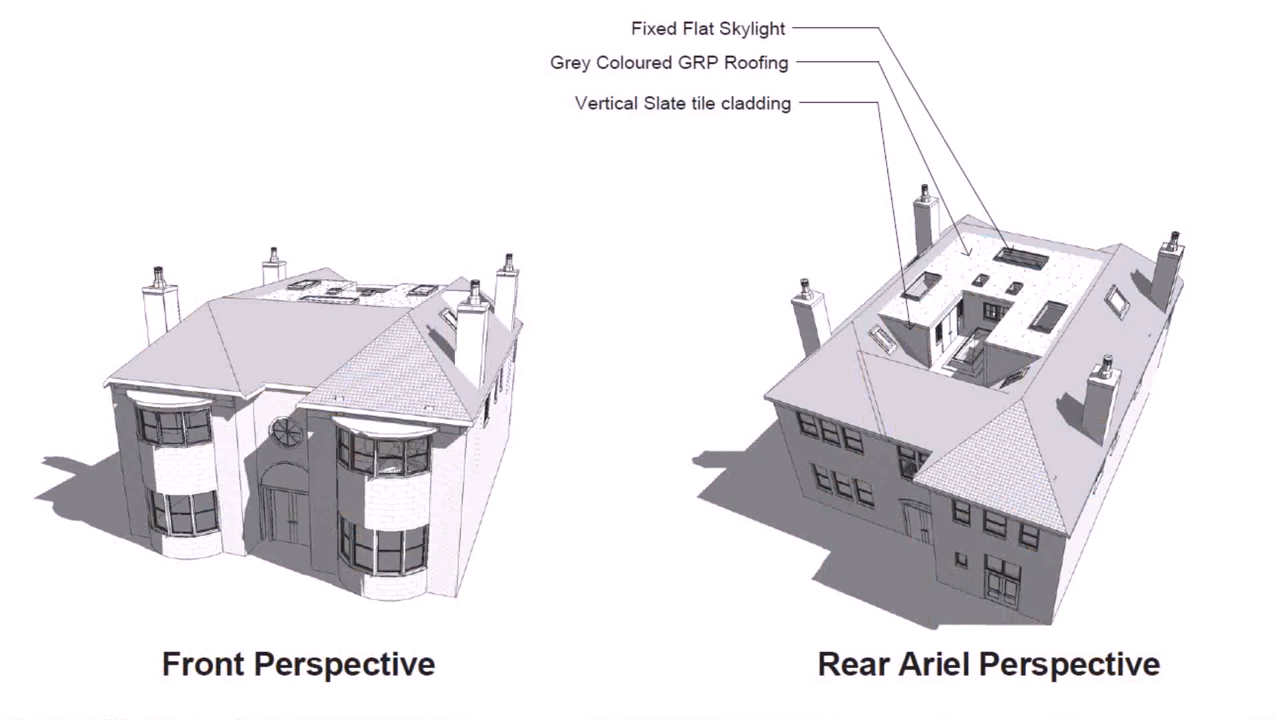 Fixed Flat Skylight
Grey Coloured GRP Roofing
Vertical Slate tile cladding
Front Perspective
Rear Ariel Perspective